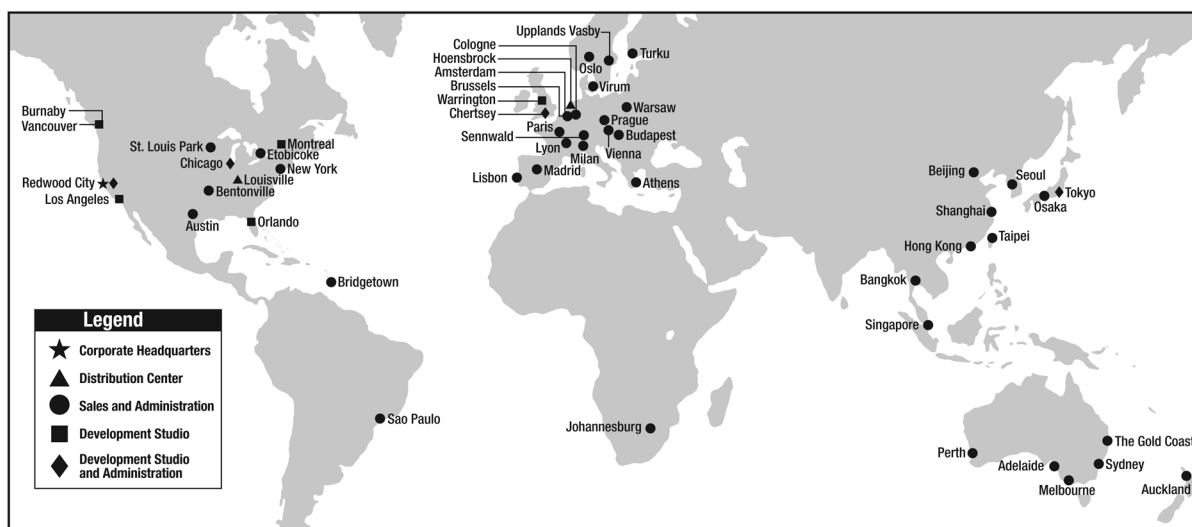 Upplands Vasby
Cologne
Hoensbrock
Amsterdam
Brussels
Warrington
Chertsey
Oslo
Turku
Virum
Warsaw
Prague
Paris
Budapest
Sennwald
Lyon
Milan
Vienna
Madrid
Lisbon
Athens
Burnaby
Vancouver
St. Louis Park
Montreal
Etobicoke
Chicago
New York
Redwood City
Louisville
Bentonville
Los Angeles
Austin
Orlando
Bridgetown
Beijing
Seoul
Tokyo
Osaka
Shanghai
Taipei
Hong Kong
Bangkok
Singapore
Sao Paulo
Johannesburg
Perth
Adelaide
Melbourne
The Gold Coast
Sydney
Auckland
Legend
Corporate Headquarters
Distribution Center
Sales and Administration
Development Studio
Development Studio
and Administration